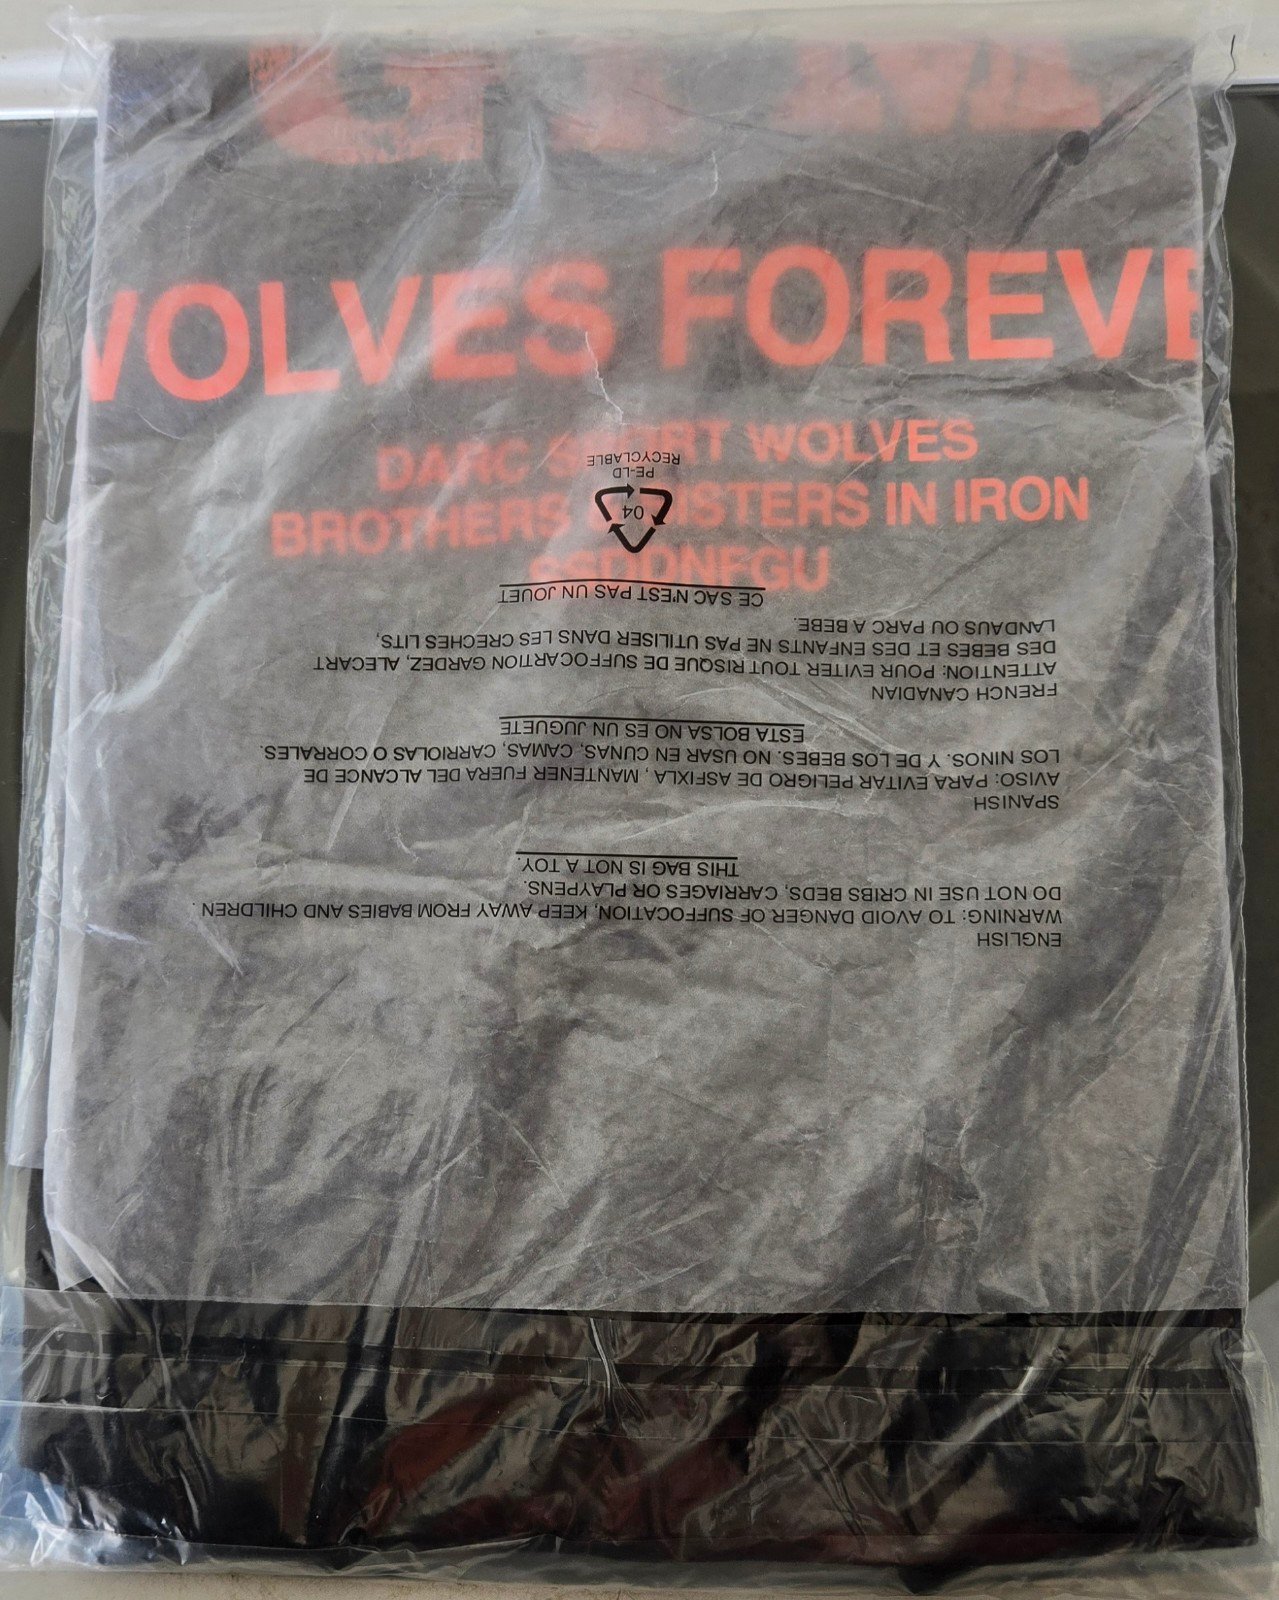 GYM
WOLVES FOREVE
DARC SPORT WOLVES
BROTHERS & SISTERS IN IRON
SSDDNFGU
ENGLISH
WARNING: TO AVOID DANGER OF SUFFOCATION, KEEP AWAY FROM BABIES AND CHILDREN.
DO NOT USE IN CRIBS BEDS, CARRIAGES OR PLAYPENS.
THIS BAG IS NOT A TOY.
SPANISH
AVISO: PARA EVITAR PELIGRO DE ASFIXLA, MANTENER FUERA DEL ALCANCE DE
LOS NINOS. Y DE LOS BEBES. NO USAR EN CUNAS, CAMAS, CARRIOLAS O CORRALES.
ESTA BOLSA NO ES UN JUGUETE
FRENCH CANADIAN
ATTENTION: POUR EVITER TOUT RISQUE DE SUFFOCARTION GARDEZ, ALECART
DES BEBES ET DES ENFANTS NE PAS UTILISER DANS LES CRECHES LITS,
LANDAUS OU PARC A BEBE.
CE SAC N'EST PAS UN JOUET
04
PE-LD
RECYCLABLE